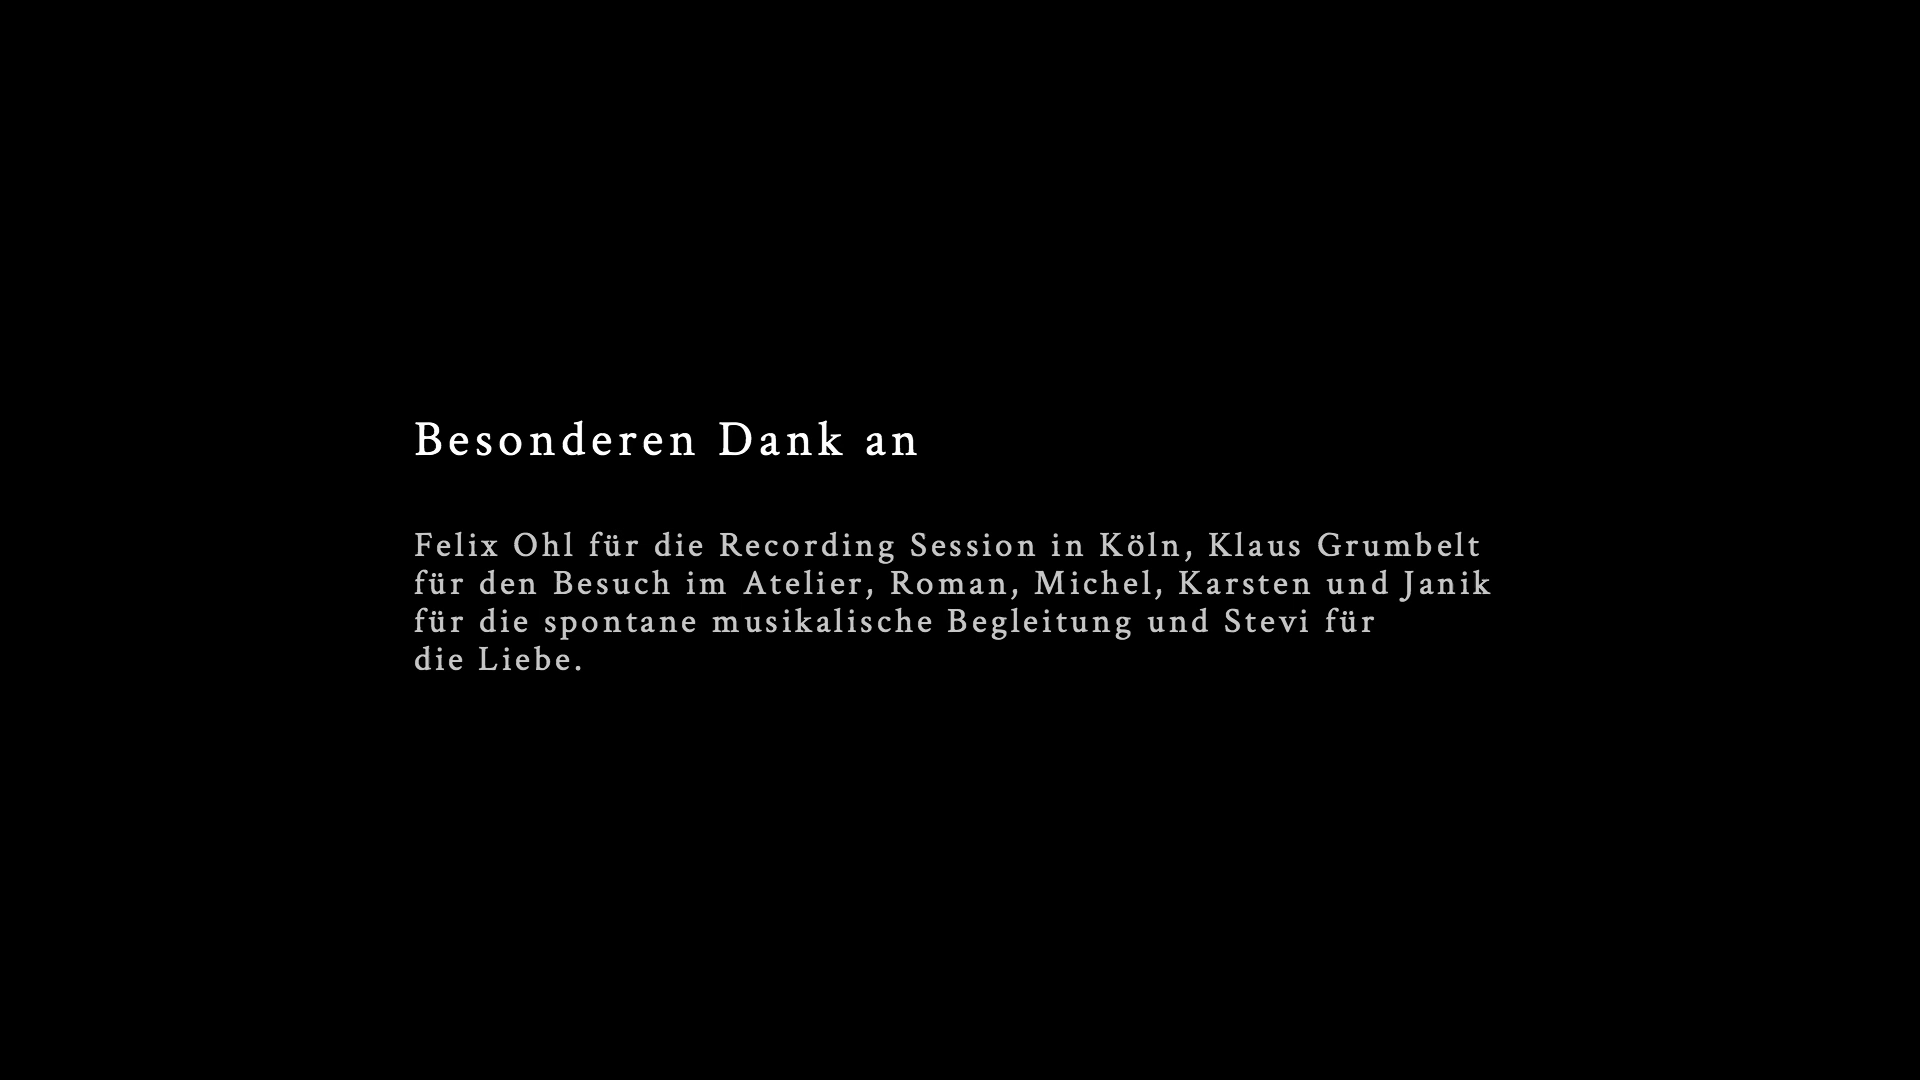 Besonderen Dank an
Felix Ohl für die Recording Session in Köln, Klaus Grumbelt
für den Besuch im Atelier, Roman, Michel, Karsten und Janik
für die spontane musikalische Begleitung und Stevi für
die Liebe.